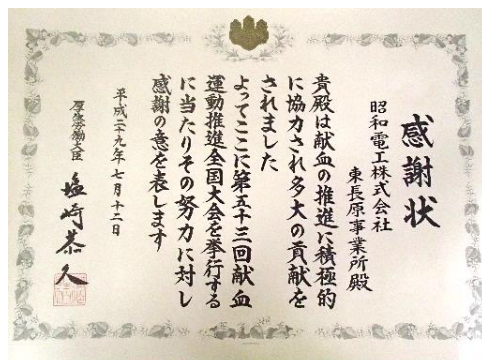 感謝状
昭和電工株式会社
東長原事業所殿
貴殿は献血の推進に積極的
に協力され多大の貢献を
されました
よってここに第五十三回献血
運動推進全国大会を挙行する
に当たりその努力に対し
感謝の意を表します
平成二十九年七月十二日
厚生労働大臣 塩崎恭久